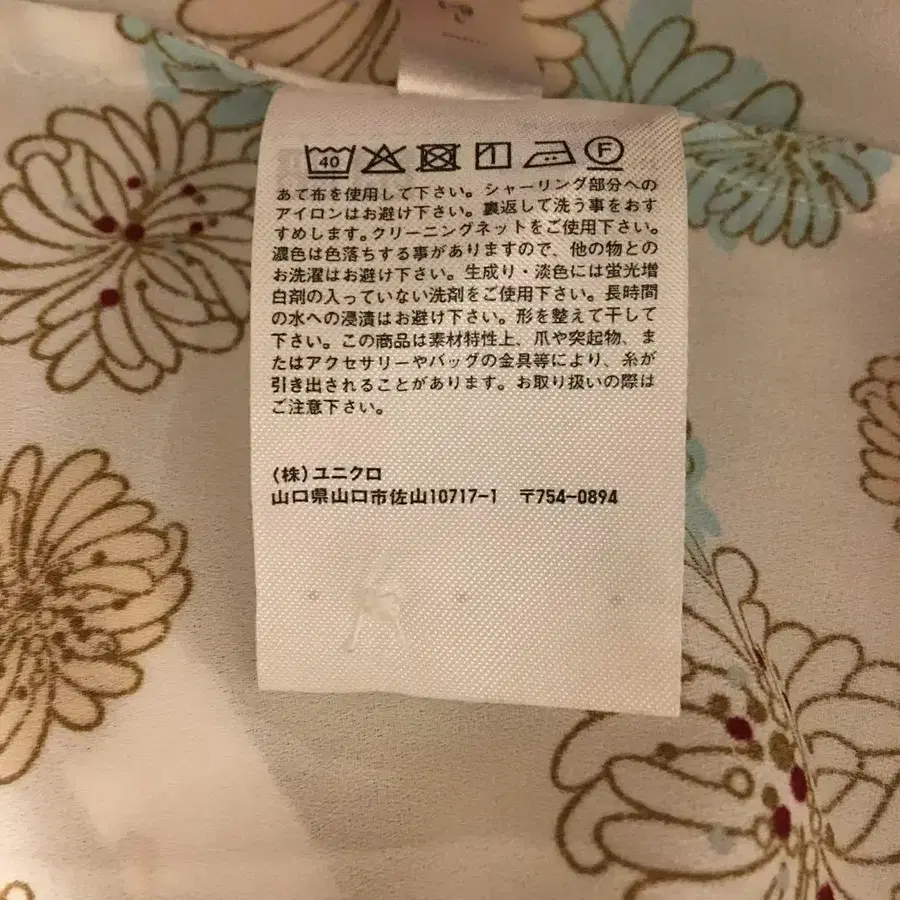 40 F
あて布を使用して下さい。シャーリング部分への
アイロンはお避け下さい。裏返して洗う事をおす
すめします。クリーニングネットをご使用下さい。
濃色は色落ちする事がありますので、他の物との
お洗濯はお避け下さい。生成り・淡色には蛍光増
白剤の入っていない洗剤をご使用下さい。長時間
の水への浸漬はお避け下さい。形を整えて干して
下さい。この商品は素材特性上、爪や突起物、ま
たはアクセサリーやバッグの金具等により、糸が
引き出されることがあります。お取り扱いの際は
ご注意下さい。
(株)ユニクロ
山口県山口市佐山10717-1 〒754-0894